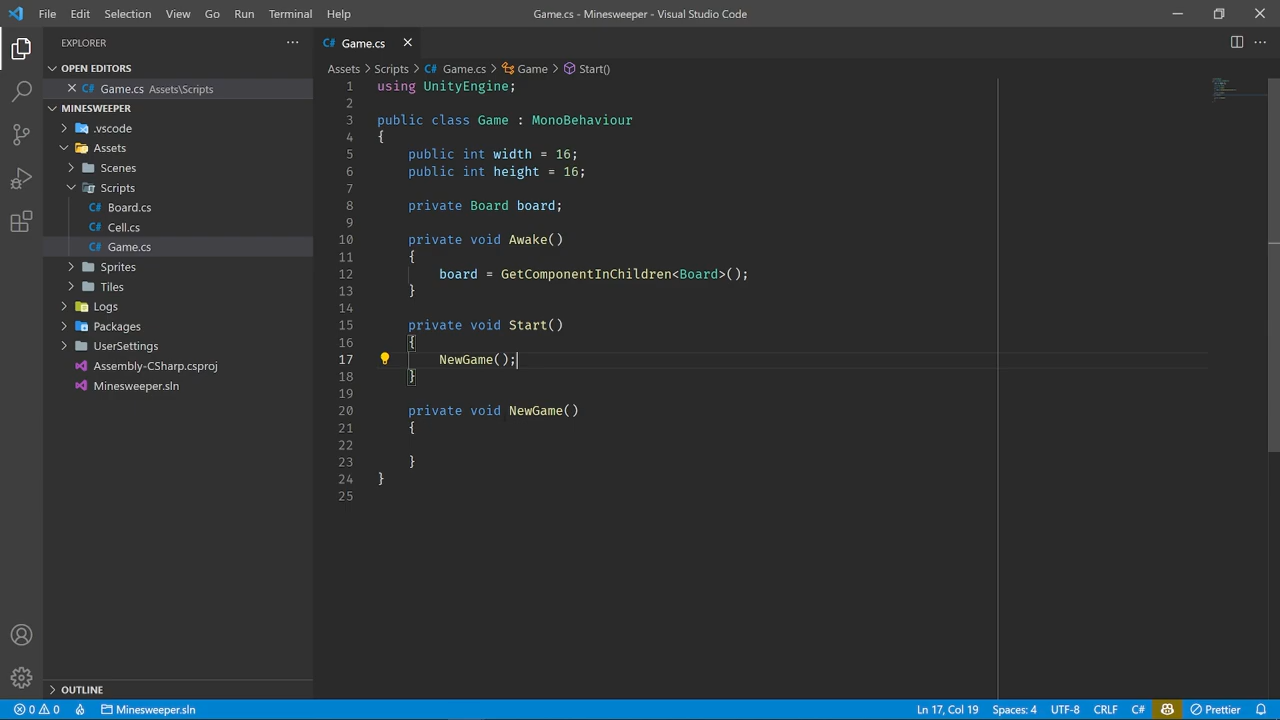 File Edit Selection View Go Run Terminal Help
Game.cs - Minesweeper - Visual Studio Code
EXPLORER
OPEN EDITORS
C# Game.cs Assets\Scripts
MINESWEEPER
.vscode
Assets
Scenes
Scripts
C# Board.cs
C# Cell.cs
C# Game.cs
Sprites
Tiles
Logs
Packages
UserSettings
Assembly-CSharp.csproj
Minesweeper.sln
OUTLINE
C# Game.cs
Assets > Scripts > C# Game.cs > Game > Start()
1 using UnityEngine;
2
3 public class Game : MonoBehaviour
4 {
5 public int width = 16;
6 public int height = 16;
7
8 private Board board;
9
10 private void Awake()
11 {
12 board = GetComponentInChildren<Board>();
13 }
14
15 private void Start()
16 {
17 NewGame();
18 }
19
20 private void NewGame()
21 {
22
23 }
24 }
25
0 0 Minesweeper.sln Ln 17, Col 19 Spaces: 4 UTF-8 CRLF C# Prettier